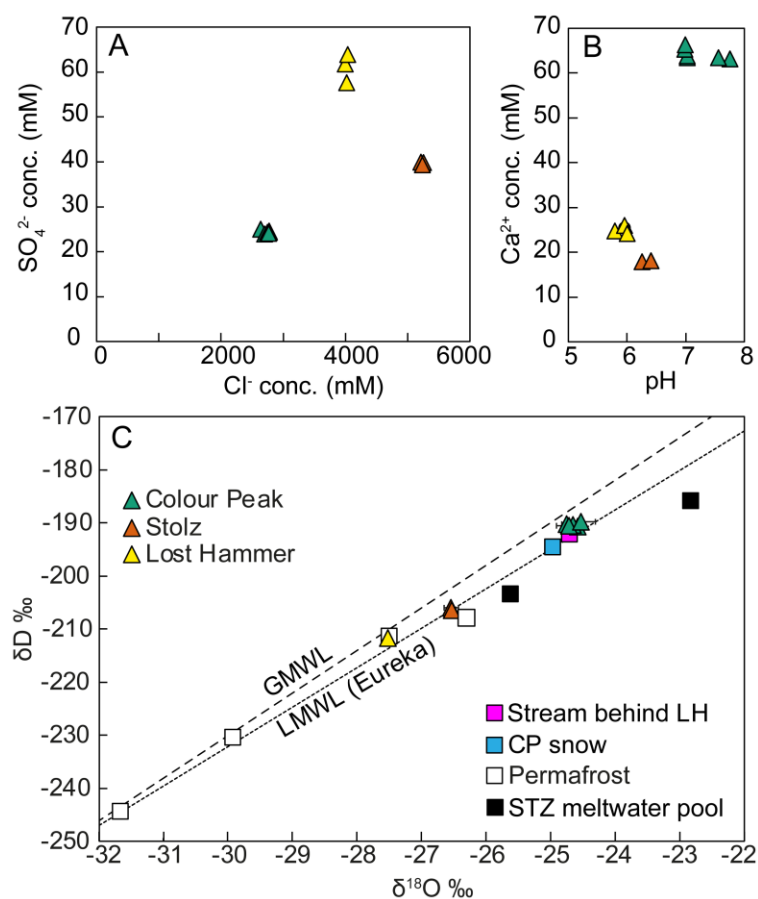 A
SO₄²⁻ conc. (mM)
70
60
50
40
30
20
10
0
0 2000 4000 6000
Cl⁻ conc. (mM)
B
Ca²⁺ conc. (mM)
70
60
50
40
30
20
10
0
5 6 7 8
pH
C
δD ‰
-170
-180
-190
-200
-210
-220
-230
-240
-250
Colour Peak
Stolz
Lost Hammer
GMWL
LMWL (Eureka)
Stream behind LH
CP snow
Permafrost
STZ meltwater pool
-32 -31 -30 -29 -28 -27 -26 -25 -24 -23 -22
δ¹⁸O ‰